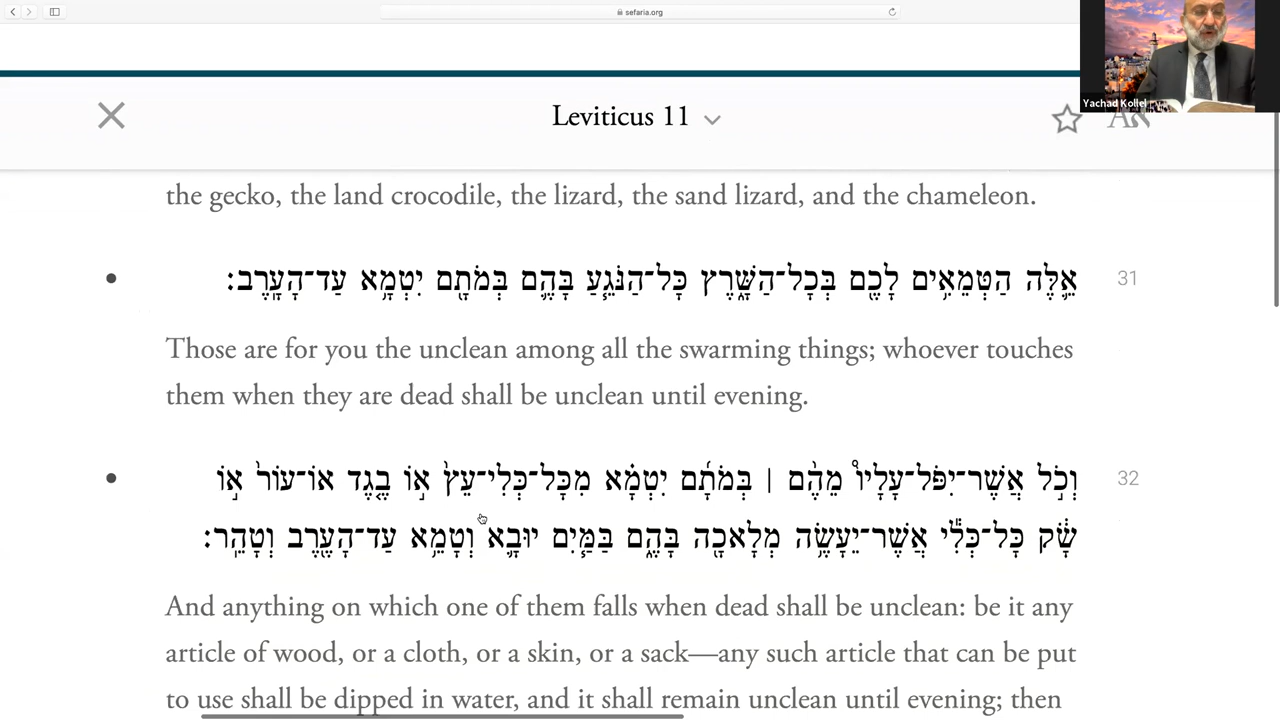 sefaria.org
Yachad Kollel
Leviticus 11
the gecko, the land crocodile, the lizard, the sand lizard, and the chameleon.
אֵ֛לֶּה הַטְּמֵאִ֥ים לָכֶ֖ם בְּכׇל־הַשָּׁ֑רֶץ כׇּל־הַנֹּגֵ֧עַ בָּהֶ֛ם בְּמֹתָ֖ם יִטְמָ֥א עַד־הָעָֽרֶב׃
31
Those are for you the unclean among all the swarming things; whoever touches
them when they are dead shall be unclean until evening.
וְכֹ֣ל אֲשֶׁר־יִפֹּל־עָלָיו֩ מֵהֶ֨ם ׀ בְּמֹתָ֜ם יִטְמָ֗א מִכׇּל־כְּלִי־עֵץ֙ א֣וֹ בֶ֤גֶד אוֹ־עוֹר֙ א֣וֹ
32
שָׂ֔ק כׇּל־כְּלִ֕י אֲשֶׁר־יֵעָשֶׂ֥ה מְלָאכָ֖ה בָּהֶ֑ם בַּמַּ֧יִם יוּבָ֛א וְטָמֵ֥א עַד־הָעֶ֖רֶב וְטָהֵֽר׃
And anything on which one of them falls when dead shall be unclean: be it any
article of wood, or a cloth, or a skin, or a sack—any such article that can be put
to use shall be dipped in water, and it shall remain unclean until evening; then